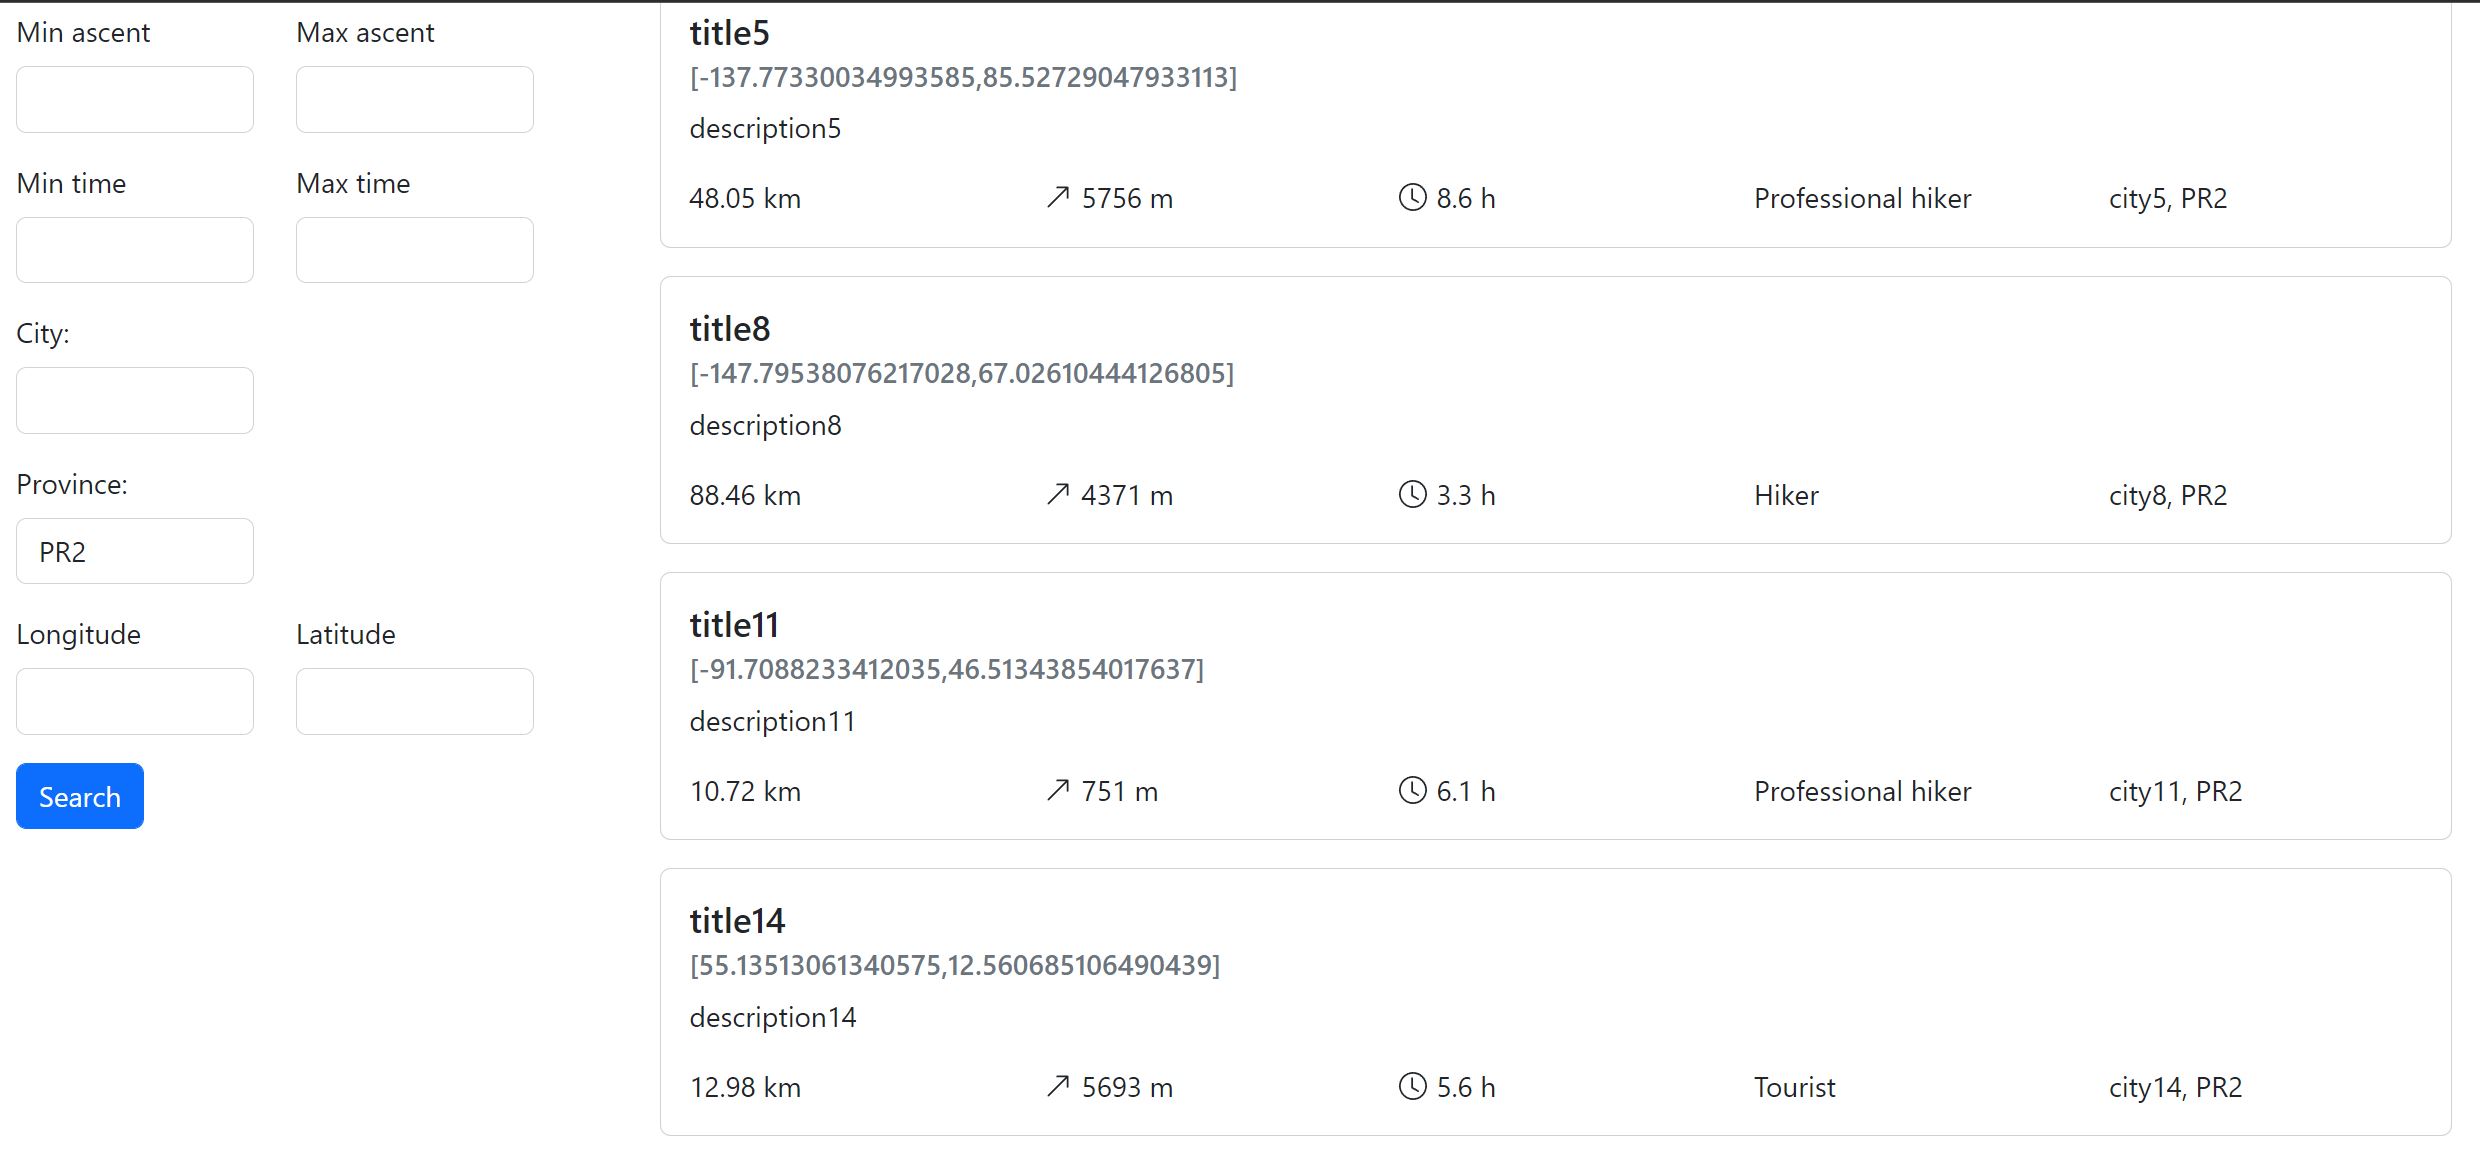 Min ascent
Max ascent
Min time
Max time
City:
Province:
PR2
Longitude
Latitude
Search
title5
[-137.77330034993585,85.52729047933113]
description5
48.05 km
5756 m
8.6 h
Professional hiker
city5, PR2
title8
[-147.79538076217028,67.02610444126805]
description8
88.46 km
4371 m
3.3 h
Hiker
city8, PR2
title11
[-91.7088233412035,46.51343854017637]
description11
10.72 km
751 m
6.1 h
Professional hiker
city11, PR2
title14
[55.13513061340575,12.560685106490439]
description14
12.98 km
5693 m
5.6 h
Tourist
city14, PR2